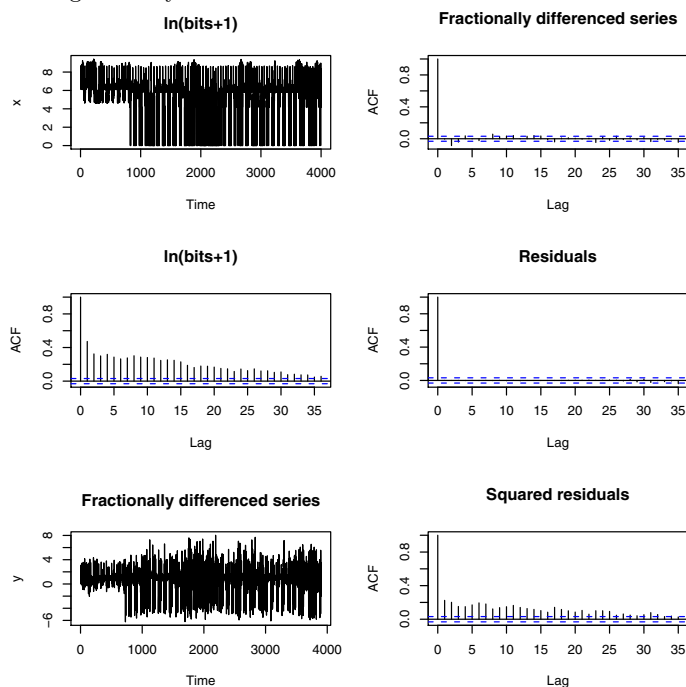 ln(bits+1)
x
0 2 4 6 8
0 1000 2000 3000 4000
Time
Fractionally differenced series
ACF
0.0 0.4 0.8
0 5 10 15 20 25 30 35
Lag
ln(bits+1)
ACF
0.0 0.4 0.8
0 5 10 15 20 25 30 35
Lag
Residuals
ACF
0.0 0.4 0.8
0 5 10 15 20 25 30 35
Lag
Fractionally differenced series
y
−6 0 4 8
0 1000 2000 3000 4000
Time
Squared residuals
ACF
0.0 0.4 0.8
0 5 10 15 20 25 30 35
Lag